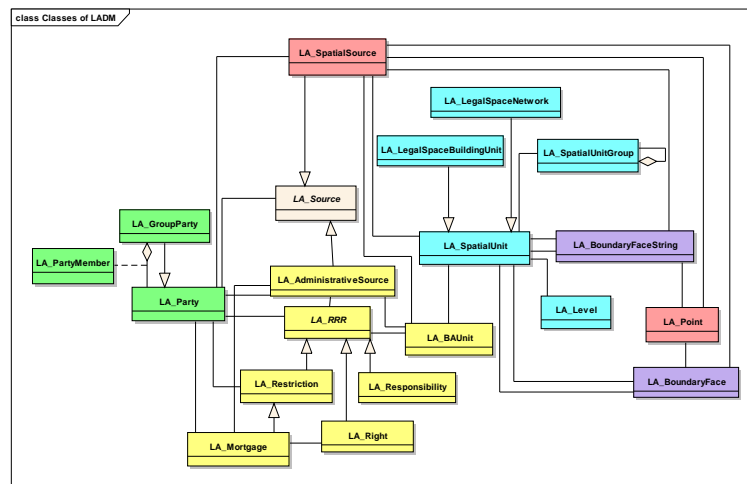 class Classes of LADM
LA_SpatialSource
LA_LegalSpaceNetwork
LA_LegalSpaceBuildingUnit
LA_SpatialUnitGroup
LA_Source
LA_GroupParty
LA_SpatialUnit
LA_BoundaryFaceString
LA_PartyMember
LA_AdministrativeSource
LA_Party
LA_Level
LA_RRR
LA_Point
LA_BAUnit
LA_Restriction
LA_Responsibility
LA_BoundaryFace
LA_Right
LA_Mortgage